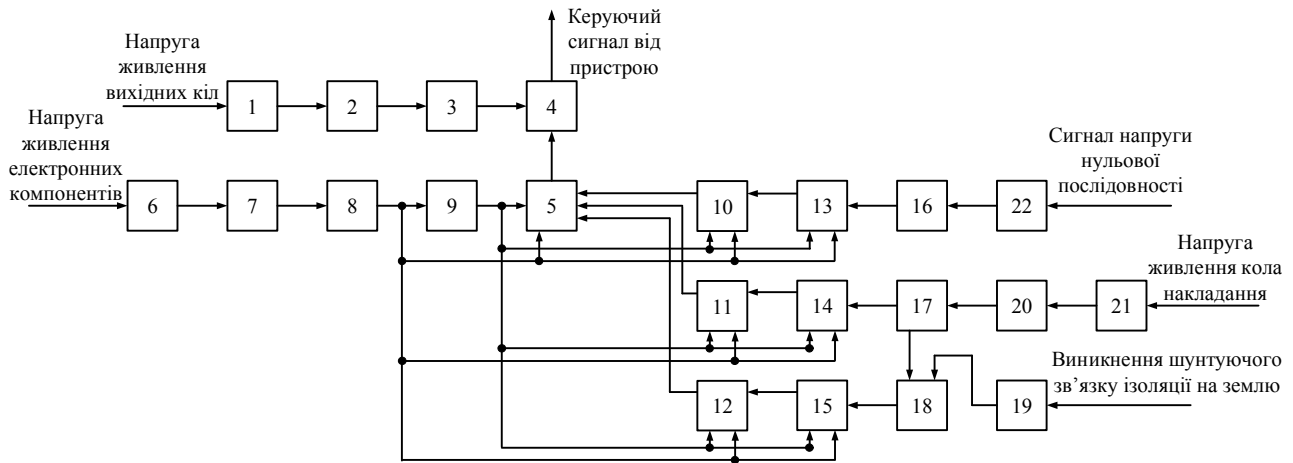 Керуючий
сигнал від
пристрою
Напруга
живлення
вихідних кіл
1
2
3
4
Напруга
живлення
електронних
компонентів
6
7
8
9
5
10
13
16
22
Сигнал напруги
нульової
послідовності
11
14
17
20
21
Напруга
живлення кола
накладання
12
15
18
19
Виникнення шунтуючого
зв’язку ізоляції на землю